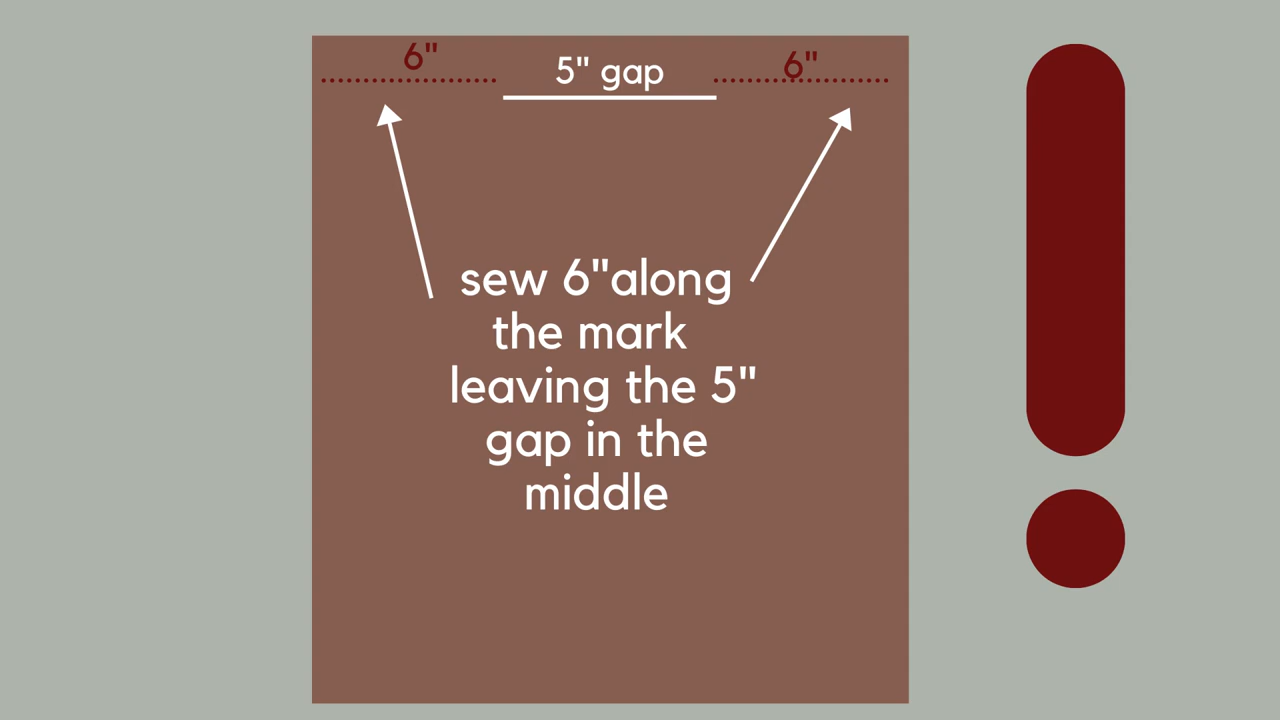 6"
5" gap
6"
sew 6"along
the mark
leaving the 5"
gap in the
middle